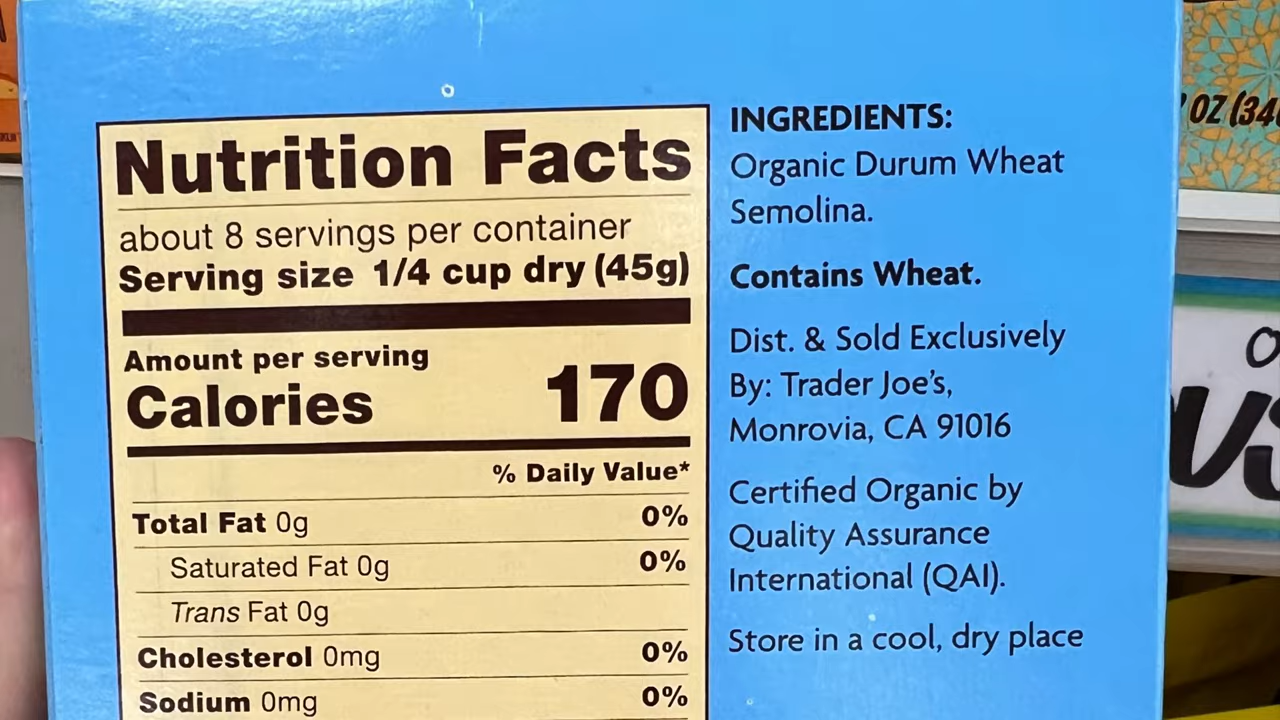 Nutrition Facts
about 8 servings per container
Serving size 1/4 cup dry (45g)
Amount per serving
Calories 170
% Daily Value*
Total Fat 0g 0%
Saturated Fat 0g 0%
Trans Fat 0g
Cholesterol 0mg 0%
Sodium 0mg 0%
INGREDIENTS:
Organic Durum Wheat
Semolina.
Contains Wheat.
Dist. & Sold Exclusively
By: Trader Joe's,
Monrovia, CA 91016
Certified Organic by
Quality Assurance
International (QAI).
Store in a cool, dry place
OZ (34